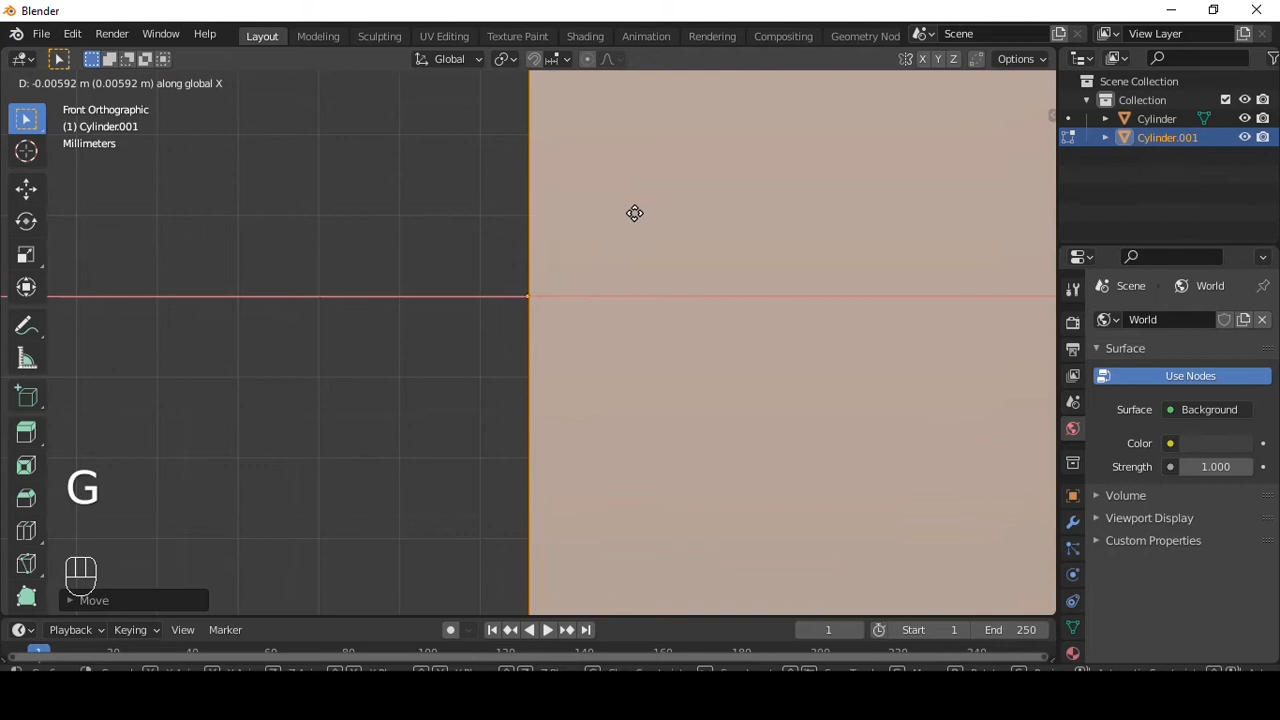 Blender
File Edit Render Window Help Layout Modeling Sculpting UV Editing Texture Paint Shading Animation Rendering Compositing Geometry Nod Scene View Layer
Global X Y Z Options
D: -0.00592 m (0.00592 m) along global X
Front Orthographic
(1) Cylinder.001
Millimeters
Scene Collection
Collection
Cylinder
Cylinder.001
Scene World
World
Surface
Use Nodes
Surface Background
Color
Strength 1.000
Volume
Viewport Display
Custom Properties
G
Move
Playback Keying View Marker 1 Start 1 End 250
1 20